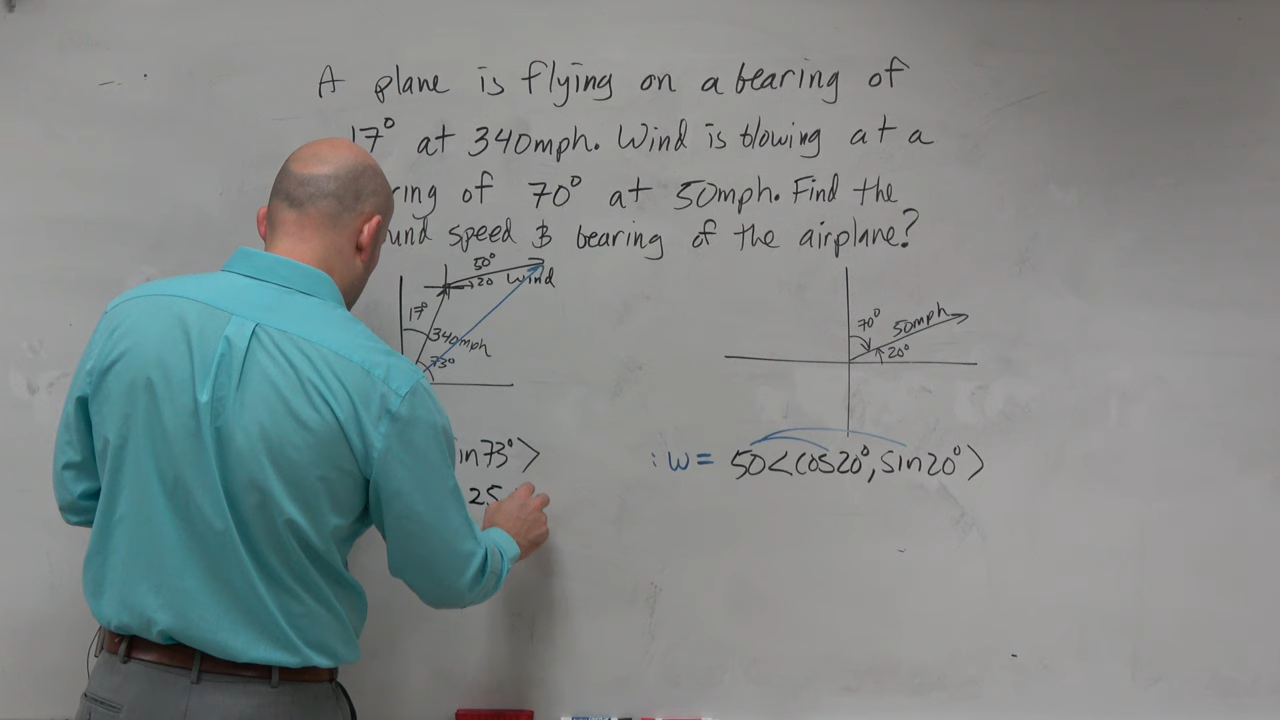 A plane is flying on a bearing of
17° at 340mph. Wind is blowing at a
ring of 70° at 50mph. Find the
und speed & bearing of the airplane?
50°
20 Wind
17°
340mph
73°
70° 50mph
20°
in73°>
25
: w = 50<cos20°, sin20°>